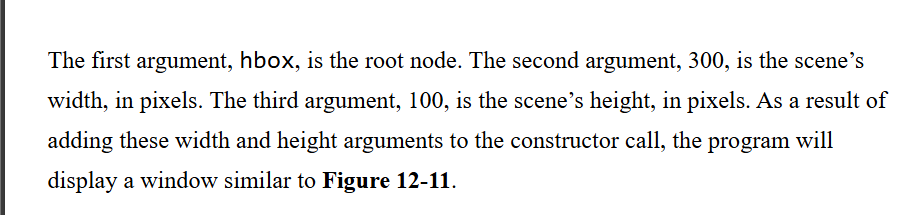 The first argument, hbox, is the root node. The second argument, 300, is the scene’s
width, in pixels. The third argument, 100, is the scene’s height, in pixels. As a result of
adding these width and height arguments to the constructor call, the program will
display a window similar to Figure 12-11.